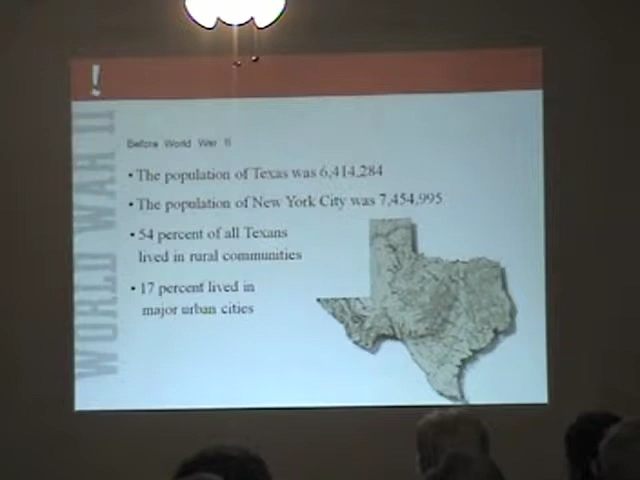 !
WORLD WAR II
Before World War II
• The population of Texas was 6,414,284
• The population of New York City was 7,454,995
• 54 percent of all Texans
lived in rural communities
• 17 percent lived in
major urban cities